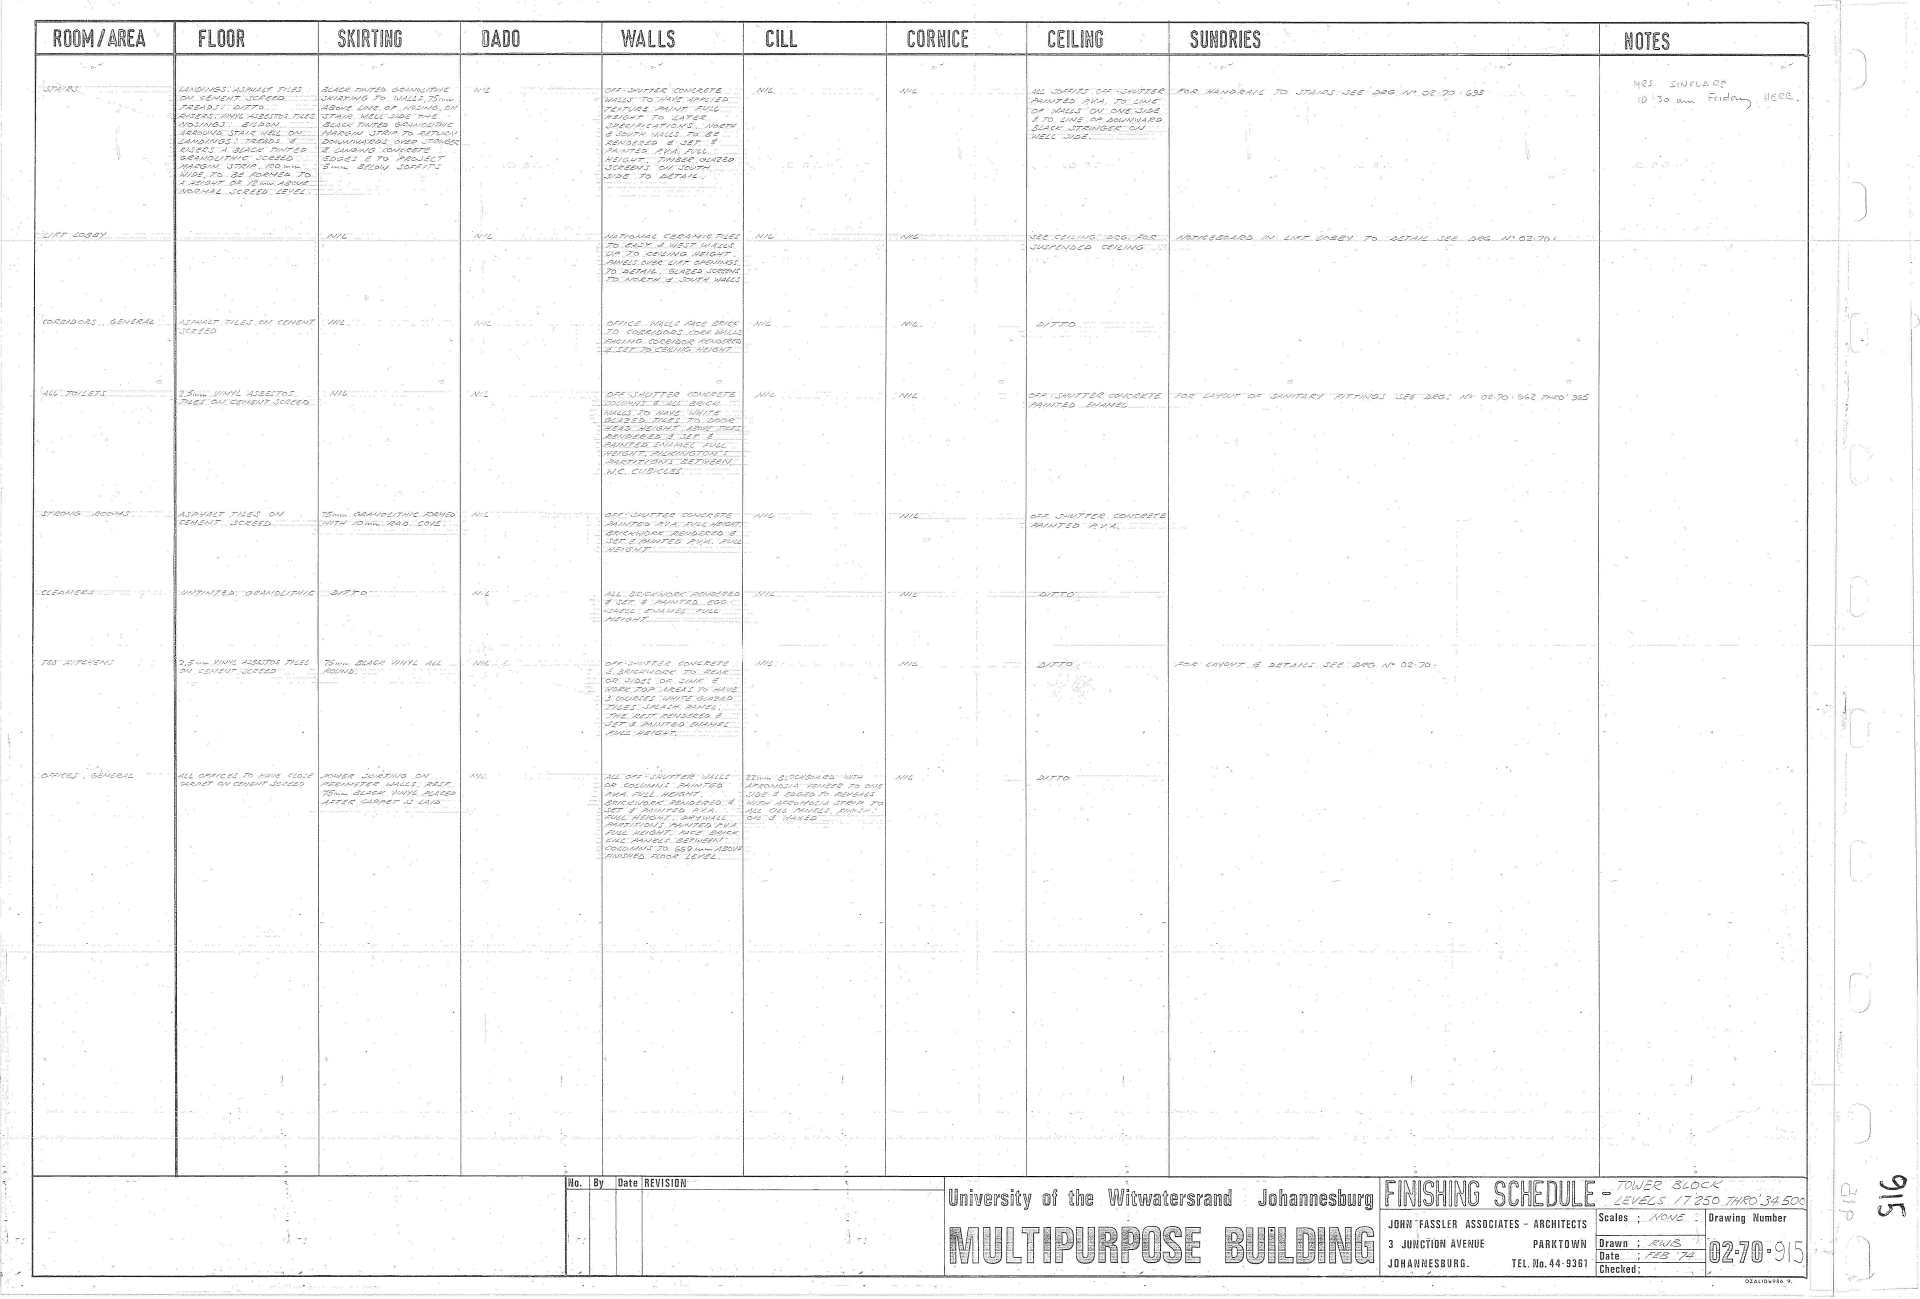 ROOM/AREA FLOOR SKIRTING DADO WALLS CILL CORNICE CEILING SUNDRIES NOTES
MRS. SINCLARE
10·30 am Friday HERE.
STAIRS
LANDINGS: ASPHALT TILES
ON CEMENT SCREED
TREADS: DITTO
RISERS: VINYL ASBESTOS TILES
NOSINGS:
AROUND STAIR WELL ON
LANDINGS, TREADS &
RISERS A BLACK TINTED
GRANOLITHIC SCREED
MARGIN STRIP, 100mm
WIDE, TO BE FORMED TO
A HEIGHT OF 12mm ABOVE
NORMAL SCREED LEVEL.
BLACK TINTED GRANOLITHIC
SKIRTING TO WALLS, 75mm
ABOVE LINE OF NOSING, ON
STAIR WELL SIDE THE
BLACK TINTED GRANOLITHIC
MARGIN STRIP TO RETURN
DOWNWARDS OVER STRINGER
& LANDING CONCRETE
EDGES & TO PROJECT
6mm BELOW SOFFITS
NIL
OFF-SHUTTER CONCRETE
WALLS TO HAVE APPLIED
TEXTURE PAINT FULL
HEIGHT TO LATER
SPECIFICATIONS. NORTH
& SOUTH WALLS TO BE
RENDERED & SET &
PAINTED P.V.A. FULL
HEIGHT. TIMBER GLAZED
SCREENS ON SOUTH
SIDE TO DETAIL.
NIL
NIL
ALL SOFFITS OFF-SHUTTER
PAINTED P.V.A. TO LINE
OF WALLS ON ONE SIDE
& TO LINE OF DOWNWARD
BLACK STRINGER ON
WELL SIDE.
FOR HANDRAIL TO STAIRS SEE DRG Nº 02·70·695
LIFT LOBBY
NIL
NIL
NATIONAL CERAMIC TILES
TO EAST & WEST WALLS
UP TO CEILING HEIGHT.
PANELS OVER LIFT OPENINGS
TO DETAIL. GLAZED SCREENS
TO NORTH & SOUTH WALLS
NIL
NIL
SEE CEILING DRG. FOR
SUSPENDED CEILING
NOTICEBOARD IN LIFT LOBBY TO DETAIL SEE DRG Nº 02·70·
CORRIDORS, GENERAL
ASPHALT TILES ON CEMENT
SCREED
NIL
NIL
OFFICE WALLS FACE BRICK
TO CORRIDORS, CORE WALLS
FACING CORRIDOR RENDERED
& SET TO CEILING HEIGHT
NIL
NIL
DITTO
ALL TOILETS
2,5mm VINYL ASBESTOS
TILES ON CEMENT SCREED
NIL
NIL
OFF-SHUTTER CONCRETE
COLUMNS & ALL BRICK
WALLS TO HAVE WHITE
GLAZED TILES TO DOOR
HEAD HEIGHT ABOVE TILES
RENDERED & SET &
PAINTED ENAMEL FULL
HEIGHT. PILKINGTON'S
PARTITIONS BETWEEN
W.C. CUBICLES
NIL
NIL
OFF-SHUTTER CONCRETE
PAINTED ENAMEL
FOR LAYOUT OF SANITARY FITTINGS SEE DRG: Nº 02·70·962 THRO' 965
STRONG ROOMS
ASPHALT TILES ON
CEMENT SCREED
75mm GRANOLITHIC FORMED
WITH 10mm RAD. COVE.
NIL
OFF-SHUTTER CONCRETE
PAINTED P.V.A. FULL HEIGHT.
BRICKWORK RENDERED &
SET & PAINTED P.V.A. FULL
HEIGHT
NIL
NIL
OFF SHUTTER CONCRETE
PAINTED P.V.A.
CLEANERS
UNTINTED GRANOLITHIC
DITTO
NIL
ALL BRICKWORK RENDERED
& SET & PAINTED EGG-
SHELL ENAMEL FULL
HEIGHT
NIL
NIL
DITTO
TEA KITCHENS
2,5mm VINYL ASBESTOS TILES
ON CEMENT SCREED
75mm BLACK VINYL ALL
ROUND.
NIL
OFF-SHUTTER CONCRETE
& BRICKWORK TO REAR
OR SIDES OF SINK &
WORK TOP AREAS TO HAVE
3 COURSES WHITE GLAZED
TILES SPLASH PANEL.
THE REST RENDERED &
SET & PAINTED ENAMEL
FULL HEIGHT.
NIL
NIL
DITTO
FOR LAYOUT & DETAILS SEE DRG Nº 02·70·
OFFICES, GENERAL
ALL OFFICES TO HAVE CLOSE
CARPET ON CEMENT SCREED
POWER SKIRTING ON
PERIMETER WALLS, REST
75mm BLACK VINYL PLACED
AFTER CARPET IS LAID
NIL
ALL OFF-SHUTTER WALLS
OR COLUMNS PAINTED
P.V.A. FULL HEIGHT.
BRICKWORK RENDERED &
SET & PAINTED P.V.A.
FULL HEIGHT. DRYWALL
PARTITIONS PAINTED P.V.A.
FULL HEIGHT. FACE BRICK
CILL PANELS BETWEEN
COLUMNS TO 669mm ABOVE
FINISHED FLOOR LEVEL.
22mm BLOCKBOARD WITH
AFROMOSIA VENEER TO ONE
SIDE & EDGED TO REVEALS
WITH AFROMOSIA STRIP TO
ALL CILL PANELS. FINISH:
OIL & WAXED
NIL
DITTO
No. By Date REVISION
University of the Witwatersrand Johannesburg
MULTIPURPOSE BUILDING
FINISHING SCHEDULE - TOWER BLOCK
LEVELS 17 250 THRO' 34 500
JOHN FASSLER ASSOCIATES - ARCHITECTS
3 JUNCTION AVENUE PARKTOWN
JOHANNESBURG. TEL. No. 44-9361
Scales : NONE
Drawn : RWB
Date : FEB '74
Checked:
Drawing Number
02·70·915
915